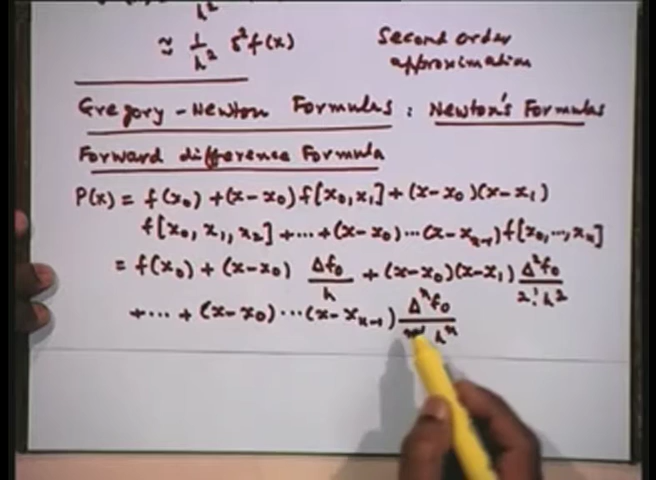 h²
≈ 1/h² δ²f(x) Second order approximation
Gregory - Newton Formulas : Newton's Formulas
Forward difference Formula
P(x) = f(x₀) + (x-x₀) f[x₀,x₁] + (x-x₀)(x-x₁)
f[x₀, x₁, x₂] + ··· + (x-x₀) ··· (x-xₙ₋₁) f[x₀, ··, xₙ]
= f(x₀) + (x-x₀) Δf₀/h + (x-x₀)(x-x₁) Δ²f₀/2! h²
+ ··· + (x-x₀) ··· (x-xₙ₋₁) Δⁿf₀/n! hⁿ